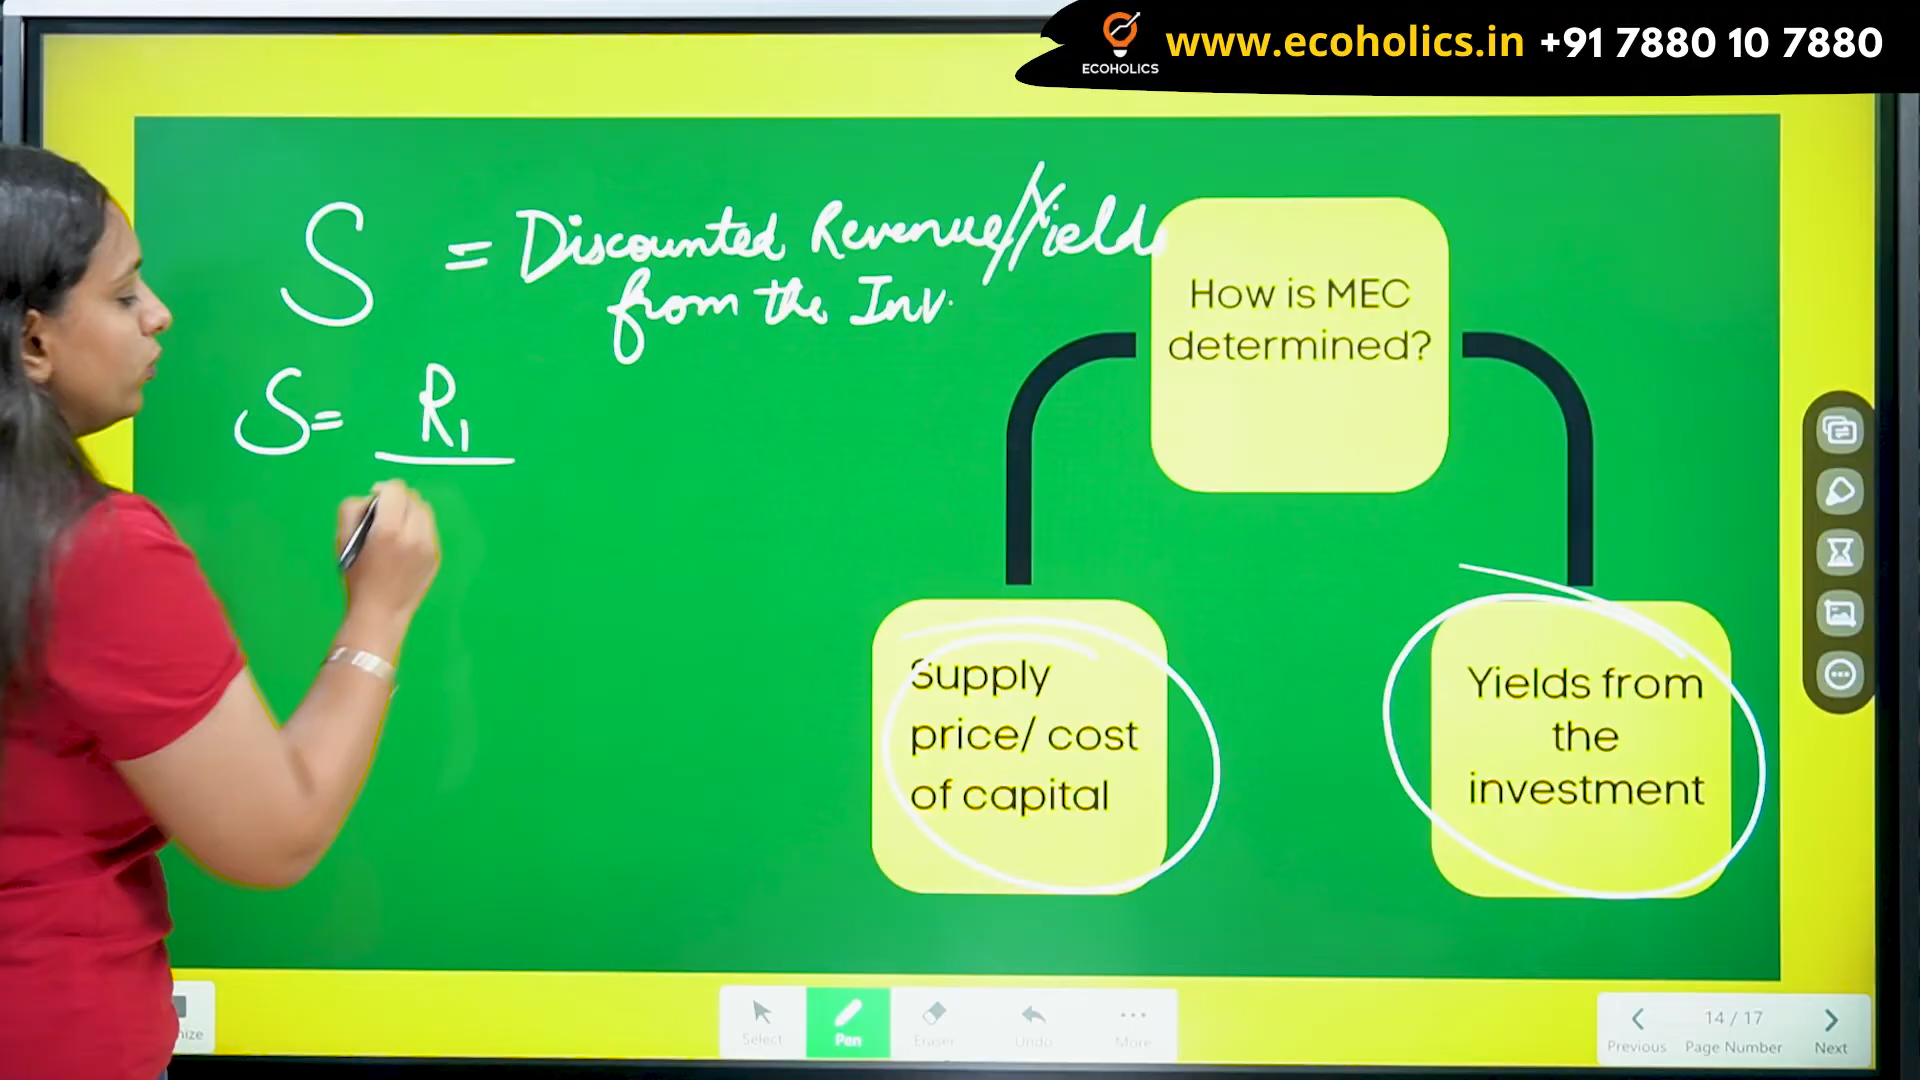 www.ecoholics.in +91 7880 10 7880
ECOHOLICS
S = Discounted Revenue/Yields
from the Inv.
S = R1
How is MEC
determined?
Supply
price/ cost
of capital
Yields from
the
investment
Select
Pen
Eraser
Undo
More
14 / 17
Previous
Page Number
Next